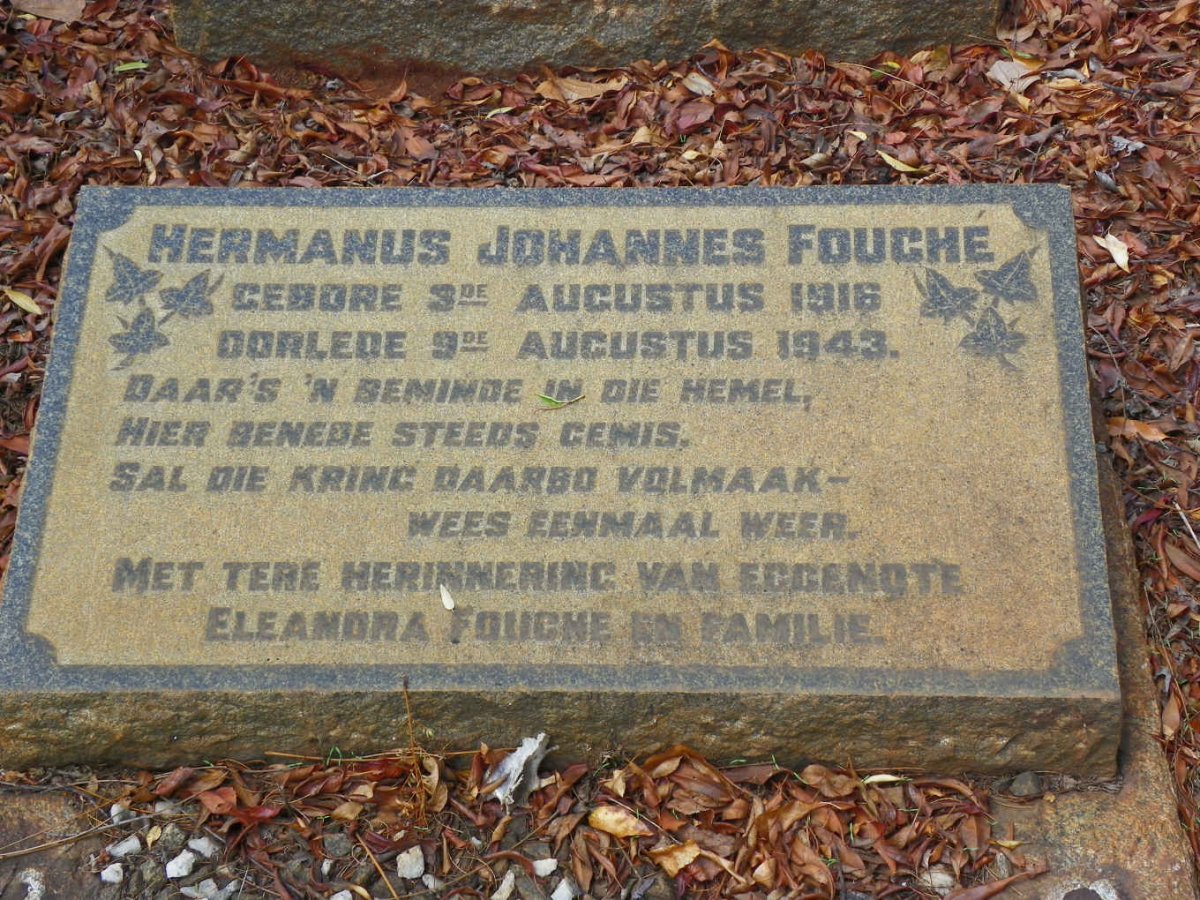 HERMANUS JOHANNES FOUCHE
GEBORE 3DE AUGUSTUS 1916
OORLEDE 9DE AUGUSTUS 1943.
DAAR'S 'N BEMINDE IN DIE HEMEL,
HIER BENEDE STEEDS GEMIS.
SAL DIE KRING DAARBO VOLMAAK-
WEES EENMAAL WEER.
MET TERE HERINNERING VAN EGGENOTE
ELEANORA FOUCHE EN FAMILIE.